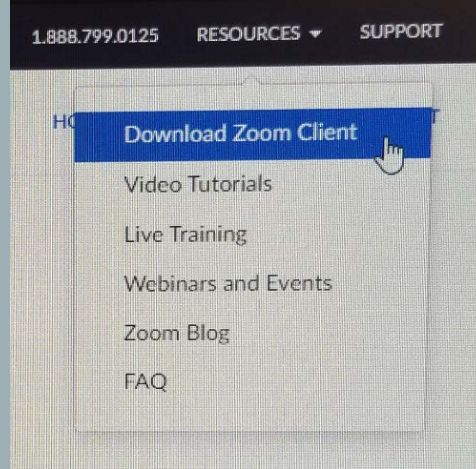 1.888.799.0125 RESOURCES SUPPORT
Download Zoom Client
Video Tutorials
Live Training
Webinars and Events
Zoom Blog
FAQ